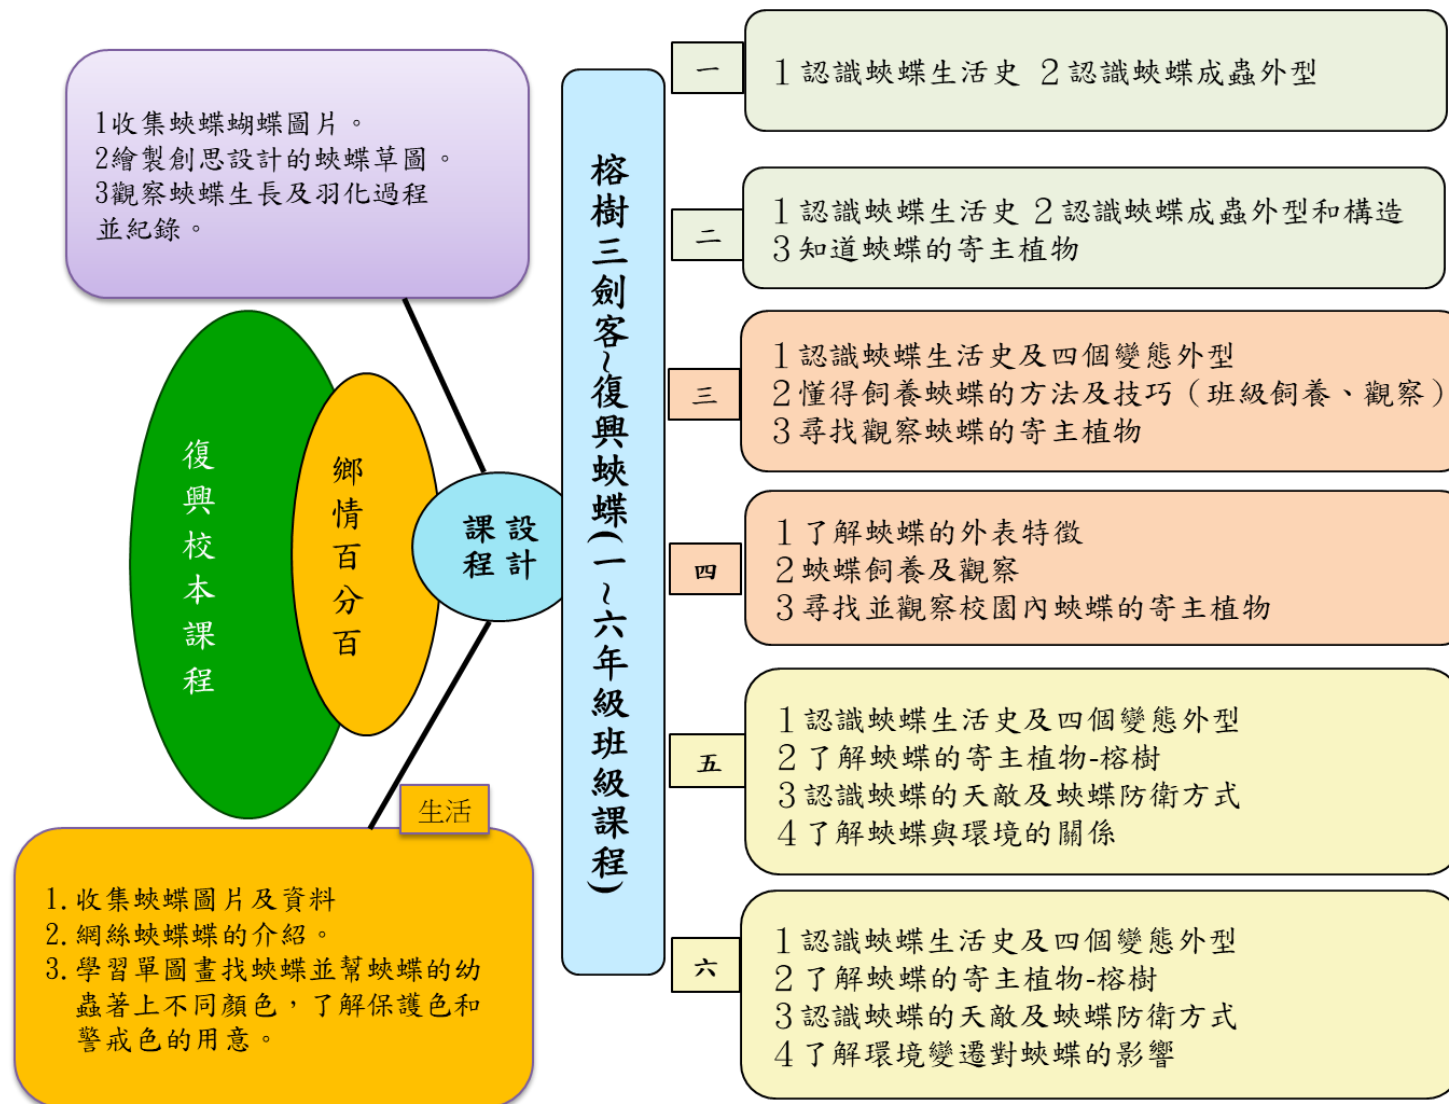 1收集蛺蝶蝴蝶圖片。
2繪製創思設計的蛺蝶草圖。
3觀察蛺蝶生長及羽化過程
並紀錄。
復興校本課程
鄉情百分百
設計
課程
生活
1. 收集蛺蝶圖片及資料
2. 網絲蛺蝶蝶的介紹。
3. 學習單圖畫找蛺蝶並幫蛺蝶的幼
蟲著上不同顏色，了解保護色和
警戒色的用意。
榕樹三劍客~復興蛺蝶(一~六年級班級課程)
一
1認識蛺蝶生活史 2認識蛺蝶成蟲外型
二
1認識蛺蝶生活史 2認識蛺蝶成蟲外型和構造
3知道蛺蝶的寄主植物
三
1認識蛺蝶生活史及四個變態外型
2懂得飼養蛺蝶的方法及技巧（班級飼養、觀察）
3尋找觀察蛺蝶的寄主植物
四
1了解蛺蝶的外表特徵
2蛺蝶飼養及觀察
3尋找並觀察校園內蛺蝶的寄主植物
五
1認識蛺蝶生活史及四個變態外型
2了解蛺蝶的寄主植物-榕樹
3認識蛺蝶的天敵及蛺蝶防衛方式
4了解蛺蝶與環境的關係
六
1認識蛺蝶生活史及四個變態外型
2了解蛺蝶的寄主植物-榕樹
3認識蛺蝶的天敵及蛺蝶防衛方式
4了解環境變遷對蛺蝶的影響